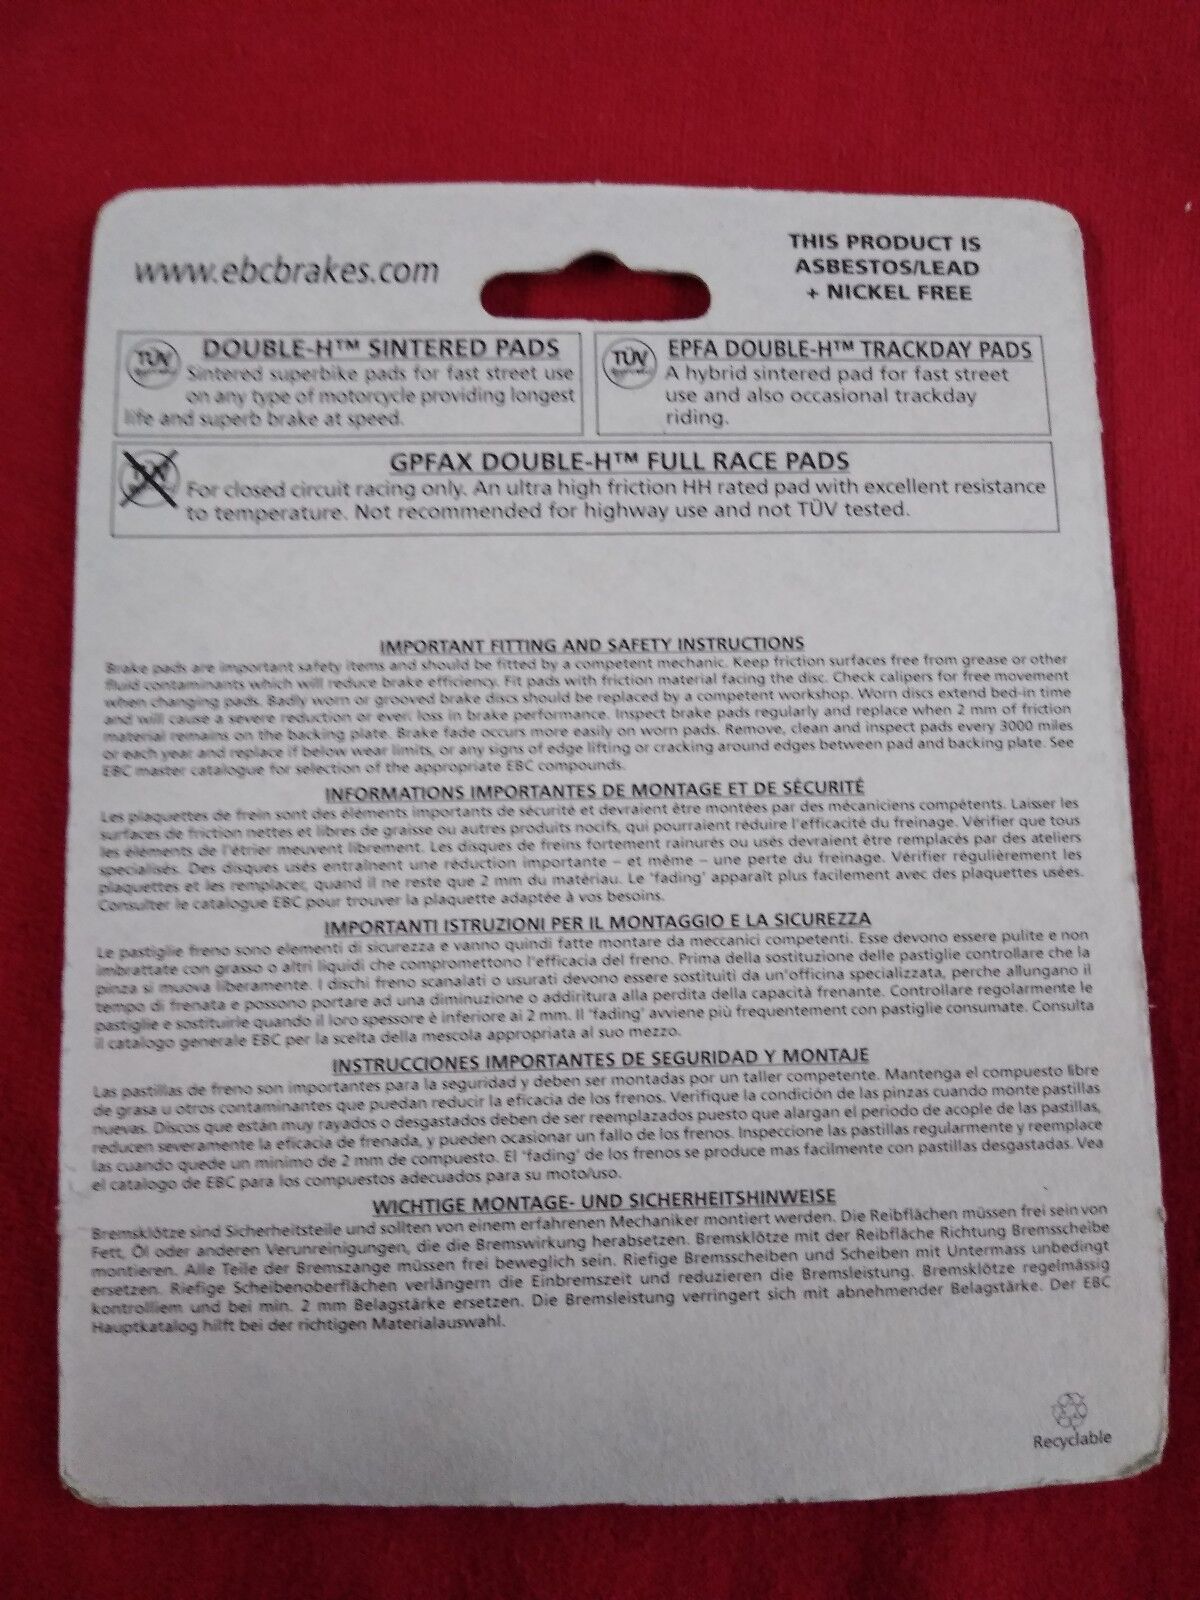 www.ebcbrakes.com
THIS PRODUCT IS
ASBESTOS/LEAD
+ NICKEL FREE
TÜV
DOUBLE-H™ SINTERED PADS
Sintered superbike pads for fast street use
on any type of motorcycle providing longest
life and superb brake at speed.
TÜV
EPFA DOUBLE-H™ TRACKDAY PADS
A hybrid sintered pad for fast street
use and also occasional trackday
riding.
GPFAX DOUBLE-H™ FULL RACE PADS
For closed circuit racing only. An ultra high friction HH rated pad with excellent resistance
to temperature. Not recommended for highway use and not TÜV tested.
IMPORTANT FITTING AND SAFETY INSTRUCTIONS
Brake pads are important safety items and should be fitted by a competent mechanic. Keep friction surfaces free from grease or other
fluid contaminants which will reduce brake efficiency. Fit pads with friction material facing the disc. Check calipers for free movement
when changing pads. Badly worn or grooved brake discs should be replaced by a competent workshop. Worn discs extend bed-in time
and will cause a severe reduction or even loss in brake performance. Inspect brake pads regularly and replace when 2 mm of friction
material remains on the backing plate. Brake fade occurs more easily on worn pads. Remove, clean and inspect pads every 3000 miles
or each year and replace if below wear limits, or any signs of edge lifting or cracking around edges between pad and backing plate. See
EBC master catalogue for selection of the appropriate EBC compounds.
INFORMATIONS IMPORTANTES DE MONTAGE ET DE SÉCURITÉ
Les plaquettes de frein sont des éléments importants de sécurité et devraient être montées par des mécaniciens compétents. Laisser les
surfaces de friction nettes et libres de graisse ou autres produits nocifs, qui pourraient réduire l'efficacité du freinage. Vérifier que tous
les éléments de l'étrier meuvent librement. Les disques de freins fortement rainurés ou usés devraient être remplacés par des ateliers
specialisés. Des disques usés entraînent une réduction importante – et même – une perte du freinage. Vérifier régulièrement les
plaquettes et les remplacer, quand il ne reste que 2 mm du matériau. Le 'fading' apparaît plus facilement avec des plaquettes usées.
Consulter le catalogue EBC pour trouver la plaquette adaptée à vos besoins.
IMPORTANTI ISTRUZIONI PER IL MONTAGGIO E LA SICUREZZA
Le pastiglie freno sono elementi di sicurezza e vanno quindi fatte montare da meccanici competenti. Esse devono essere pulite e non
imbrattate con grasso o altri liquidi che compromettono l'efficacia del freno. Prima della sostituzione delle pastiglie controllare che la
pinza si muova liberamente. I dischi freno scanalati o usurati devono essere sostituiti da un'officina specializzata, perche allungano il
tempo di frenata e possono portare ad una diminuzione o addiritura alla perdita della capacità frenante. Controllare regolarmente le
pastiglie e sostituirle quando il loro spessore è inferiore ai 2 mm. Il 'fading' avviene più frequentemente con pastiglie consumate. Consulta
il catalogo generale EBC per la scelta della mescola appropriata al suo mezzo.
INSTRUCCIONES IMPORTANTES DE SEGURIDAD Y MONTAJE
Las pastillas de freno son importantes para la seguridad y deben ser montadas por un taller competente. Mantenga el compuesto libre
de grasa u otros contaminantes que puedan reducir la eficacia de los frenos. Verifique la condición de las pinzas cuando monte pastillas
nuevas. Discos que están muy rayados o desgastados deben de ser reemplazados puesto que alargan el periodo de acople de las pastillas,
reducen severamente la eficacia de frenada, y pueden ocasionar un fallo de los frenos. Inspeccione las pastillas regularmente y reemplace
las cuando quede un minimo de 2 mm de compuesto. El 'fading' de los frenos se produce mas facilmente con pastillas desgastadas. Vea
el catalogo de EBC para los compuestos adecuados para su moto/uso.
WICHTIGE MONTAGE- UND SICHERHEITSHINWEISE
Bremsklötze sind Sicherheitsteile und sollten von einem erfahrenen Mechaniker montiert werden. Die Reibflächen müssen frei sein von
Fett, Öl oder anderen Verunreinigungen, die die Bremswirkung herabsetzen. Bremsklötze mit der Reibfläche Richtung Bremsscheibe
montieren. Alle Teile der Bremszange müssen frei beweglich sein. Riefige Bremsscheiben und Scheiben mit Untermass unbedingt
ersetzen. Riefige Scheibenoberflächen verlängern die Einbremszeit und reduzieren die Bremsleistung. Bremsklötze regelmässig
kontrolliem und bei min. 2 mm Belagstärke ersetzen. Die Bremsleistung verringert sich mit abnehmender Belagstärke. Der EBC
Hauptkatalog hilft bei der richtigen Materialauswahl.
Recyclable